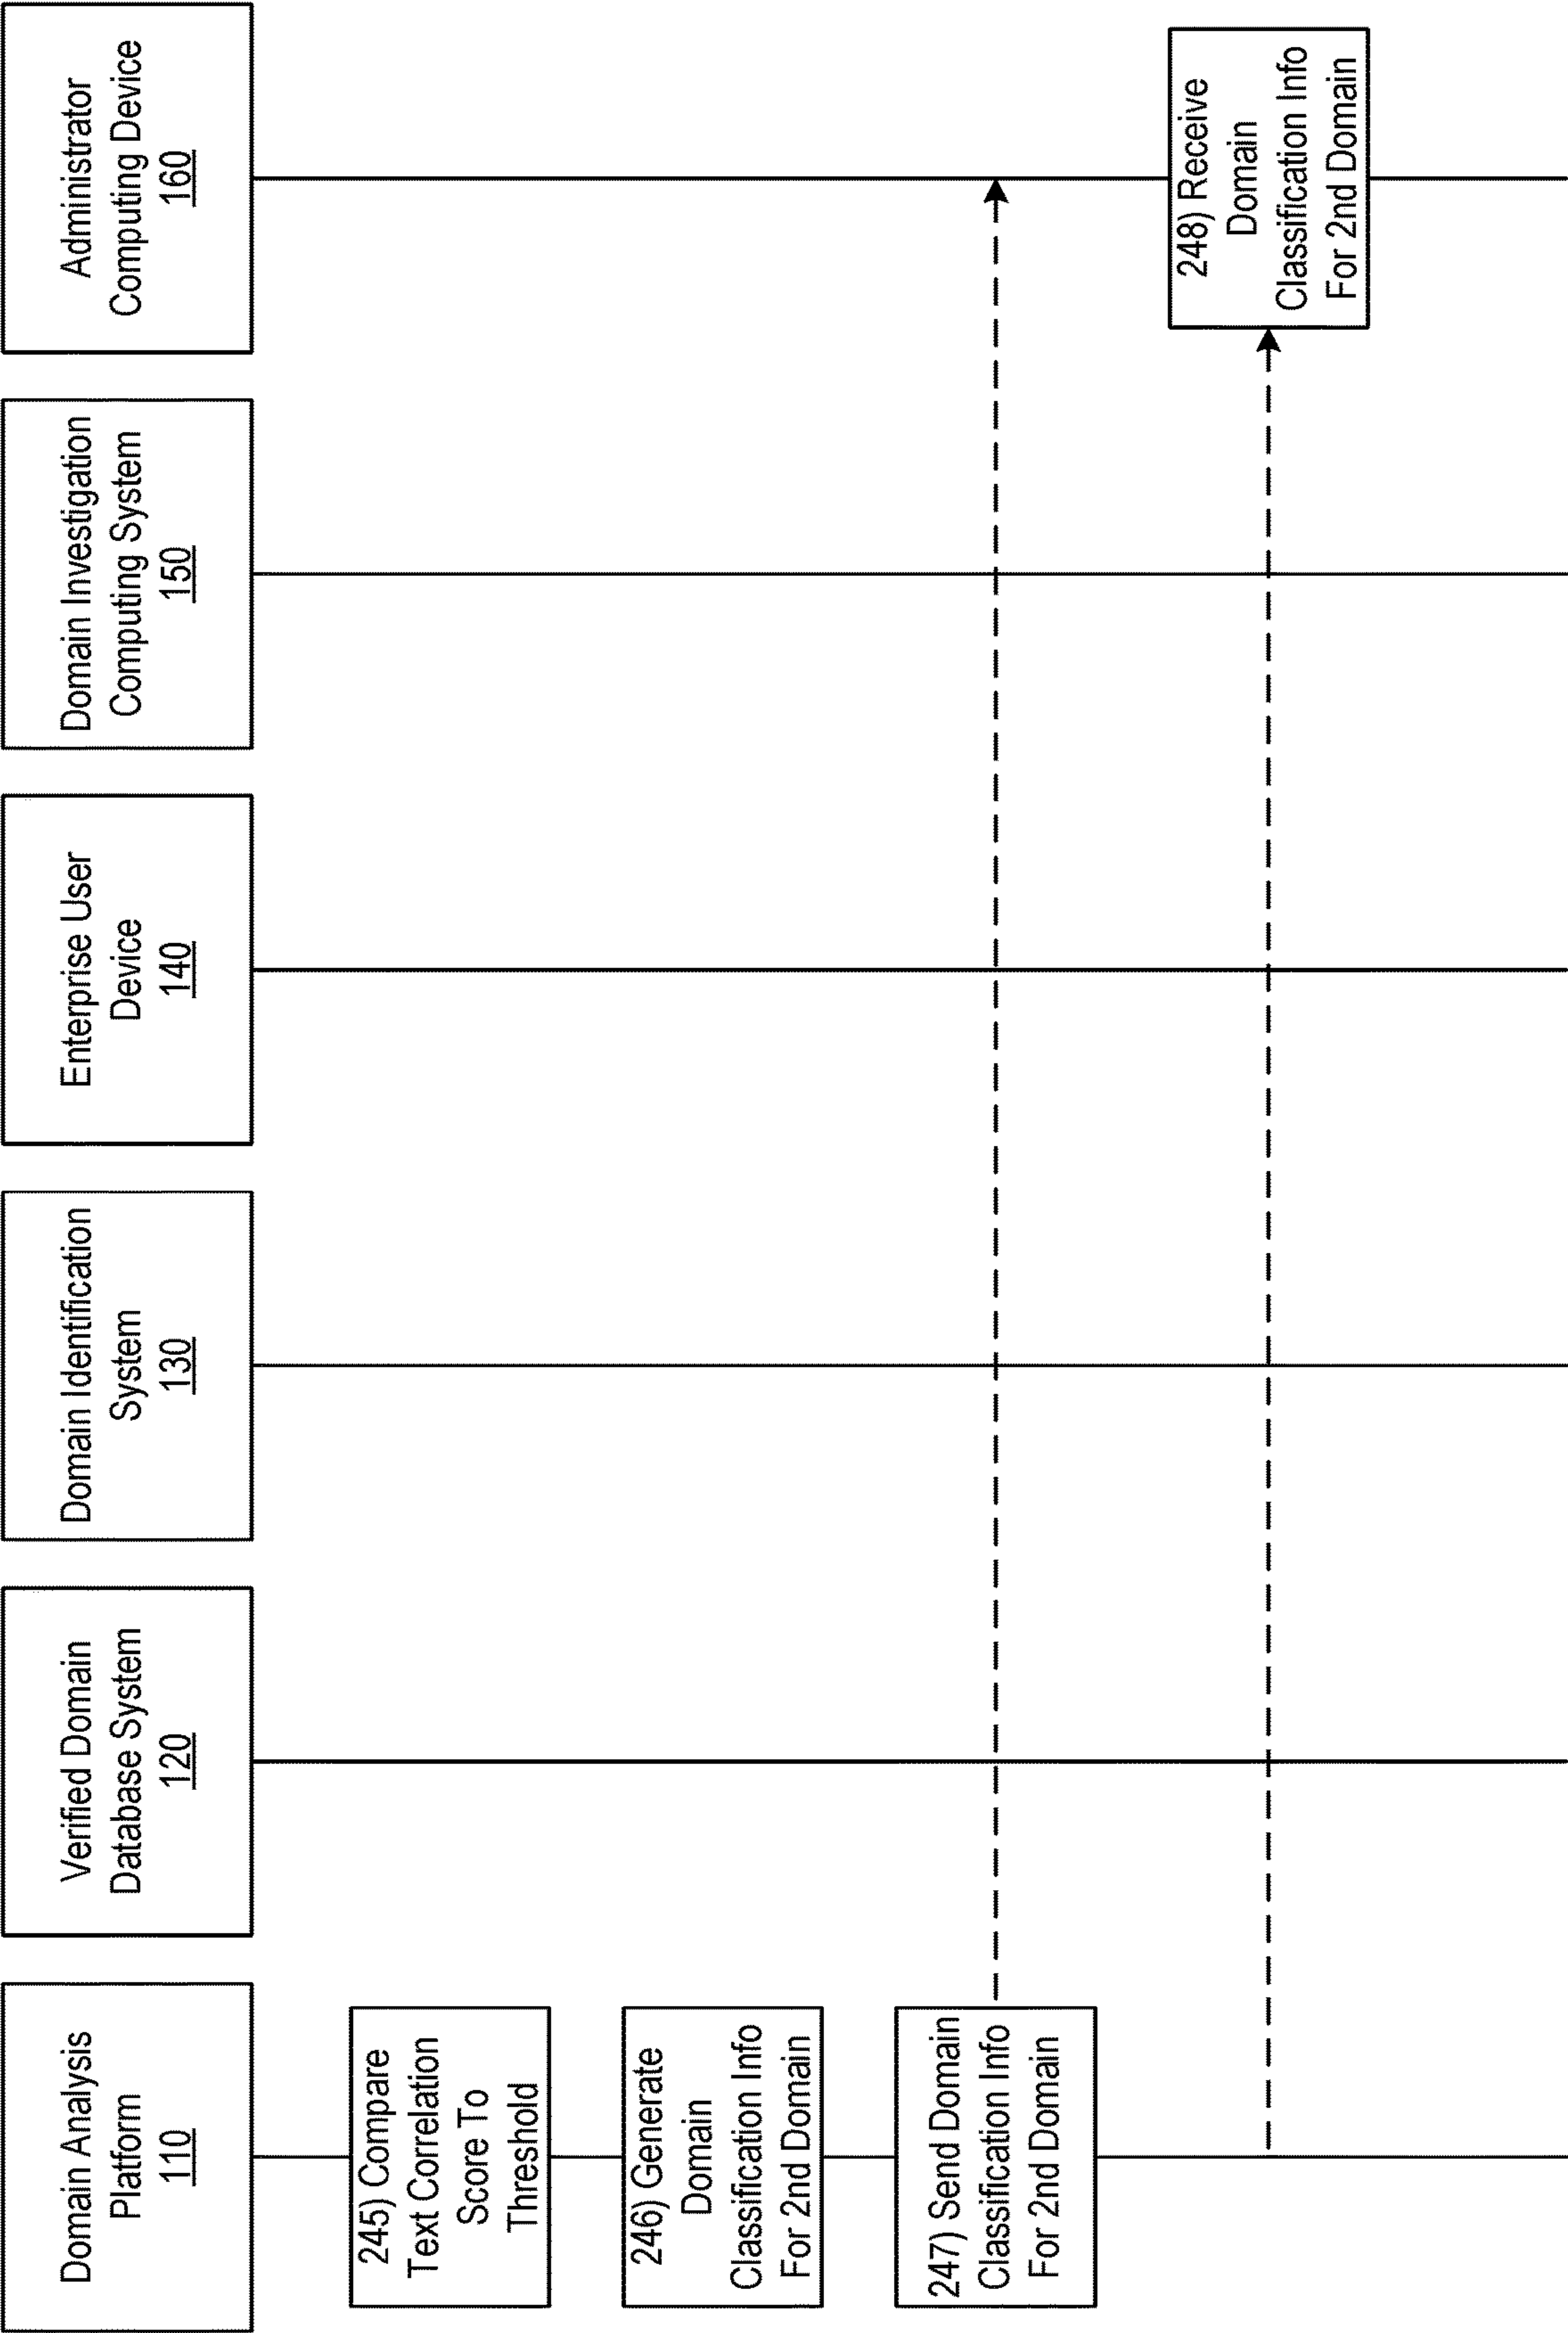 Domain Analysis
Platform
110
Verified Domain
Database System
120
Domain Identification
System
130
Enterprise User
Device
140
Domain Investigation
Computing System
150
Administrator
Computing Device
160
245) Compare
Text Correlation
Score To
Threshold
246) Generate
Domain
Classification Info
For 2nd Domain
247) Send Domain
Classification Info
For 2nd Domain
248) Receive
Domain
Classification Info
For 2nd Domain